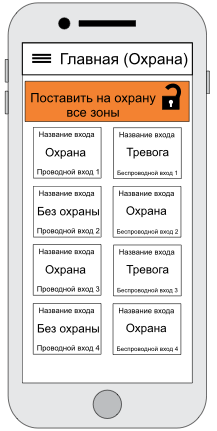 Главная (Охрана)
Поставить на охрану
все зоны
Название входа
Охрана
Проводной вход 1
Название входа
Тревога
Беспроводной вход 1
Название входа
Без охраны
Проводной вход 2
Название входа
Охрана
Беспроводной вход 2
Название входа
Охрана
Проводной вход 3
Название входа
Тревога
Беспроводной вход 3
Название входа
Без охраны
Проводной вход 4
Название входа
Охрана
Беспроводной вход 4